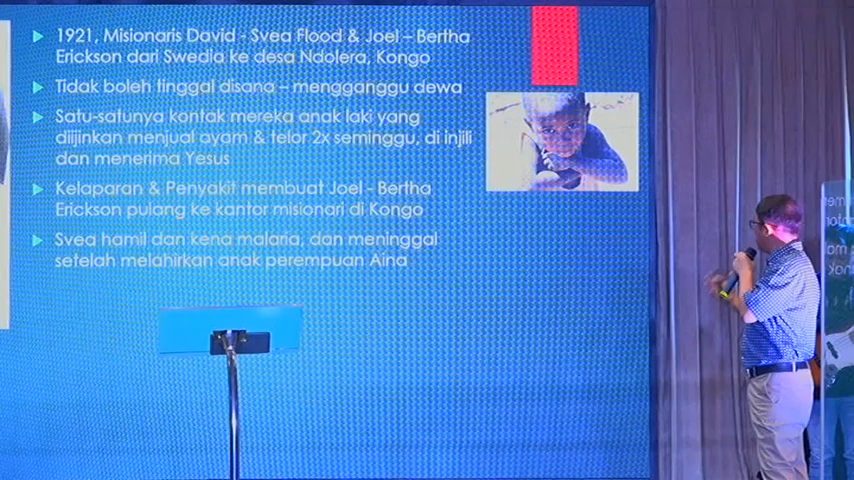 1921, Misionaris David - Svea Flood & Joel – Bertha
Erickson dari Swedia ke desa Ndolera, Kongo
Tidak boleh tinggal disana – mengganggu dewa
Satu-satunya kontak mereka anak laki yang
diijinkan menjual ayam & telor 2x seminggu, di injili
dan menerima Yesus
Kelaparan & Penyakit membuat Joel - Bertha
Erickson pulang ke kantor misionari di Kongo
Svea hamil dan kena malaria, dan meninggal
setelah melahirkan anak perempuan Aina